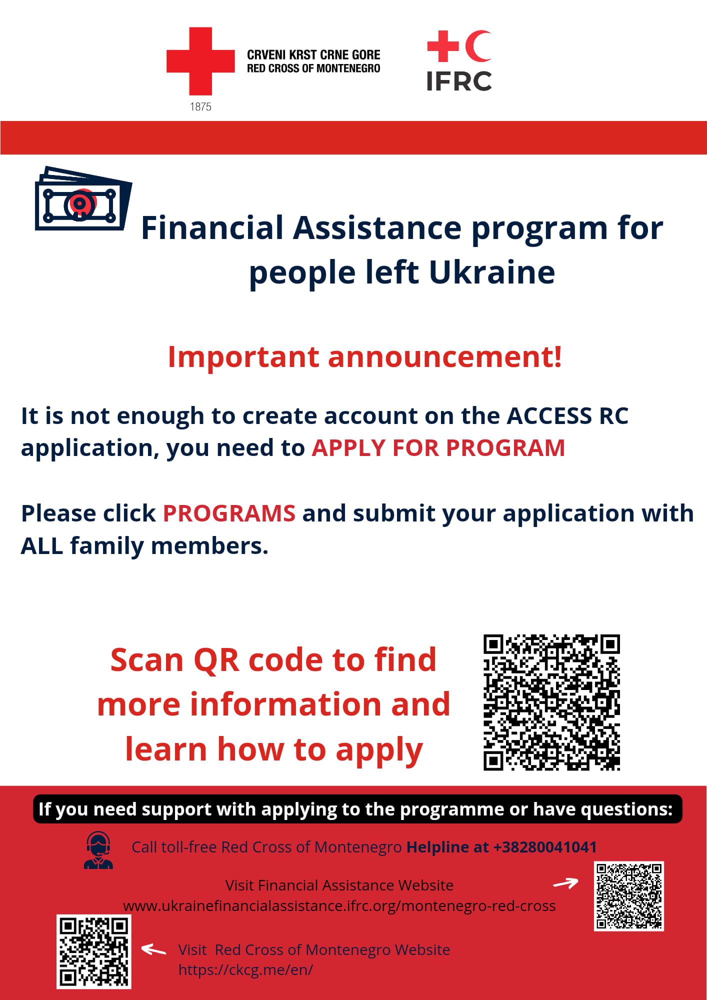 CRVENI KRST CRNE GORE
RED CROSS OF MONTENEGRO
1875
IFRC
Financial Assistance program for
people left Ukraine
Important announcement!
It is not enough to create account on the ACCESS RC
application, you need to APPLY FOR PROGRAM
Please click PROGRAMS and submit your application with
ALL family members.
Scan QR code to find
more information and
learn how to apply
If you need support with applying to the programme or have questions:
Call toll-free Red Cross of Montenegro Helpline at +38280041041
Visit Financial Assistance Website
www.ukrainefinancialassistance.ifrc.org/montenegro-red-cross
Visit Red Cross of Montenegro Website
https://ckcg.me/en/